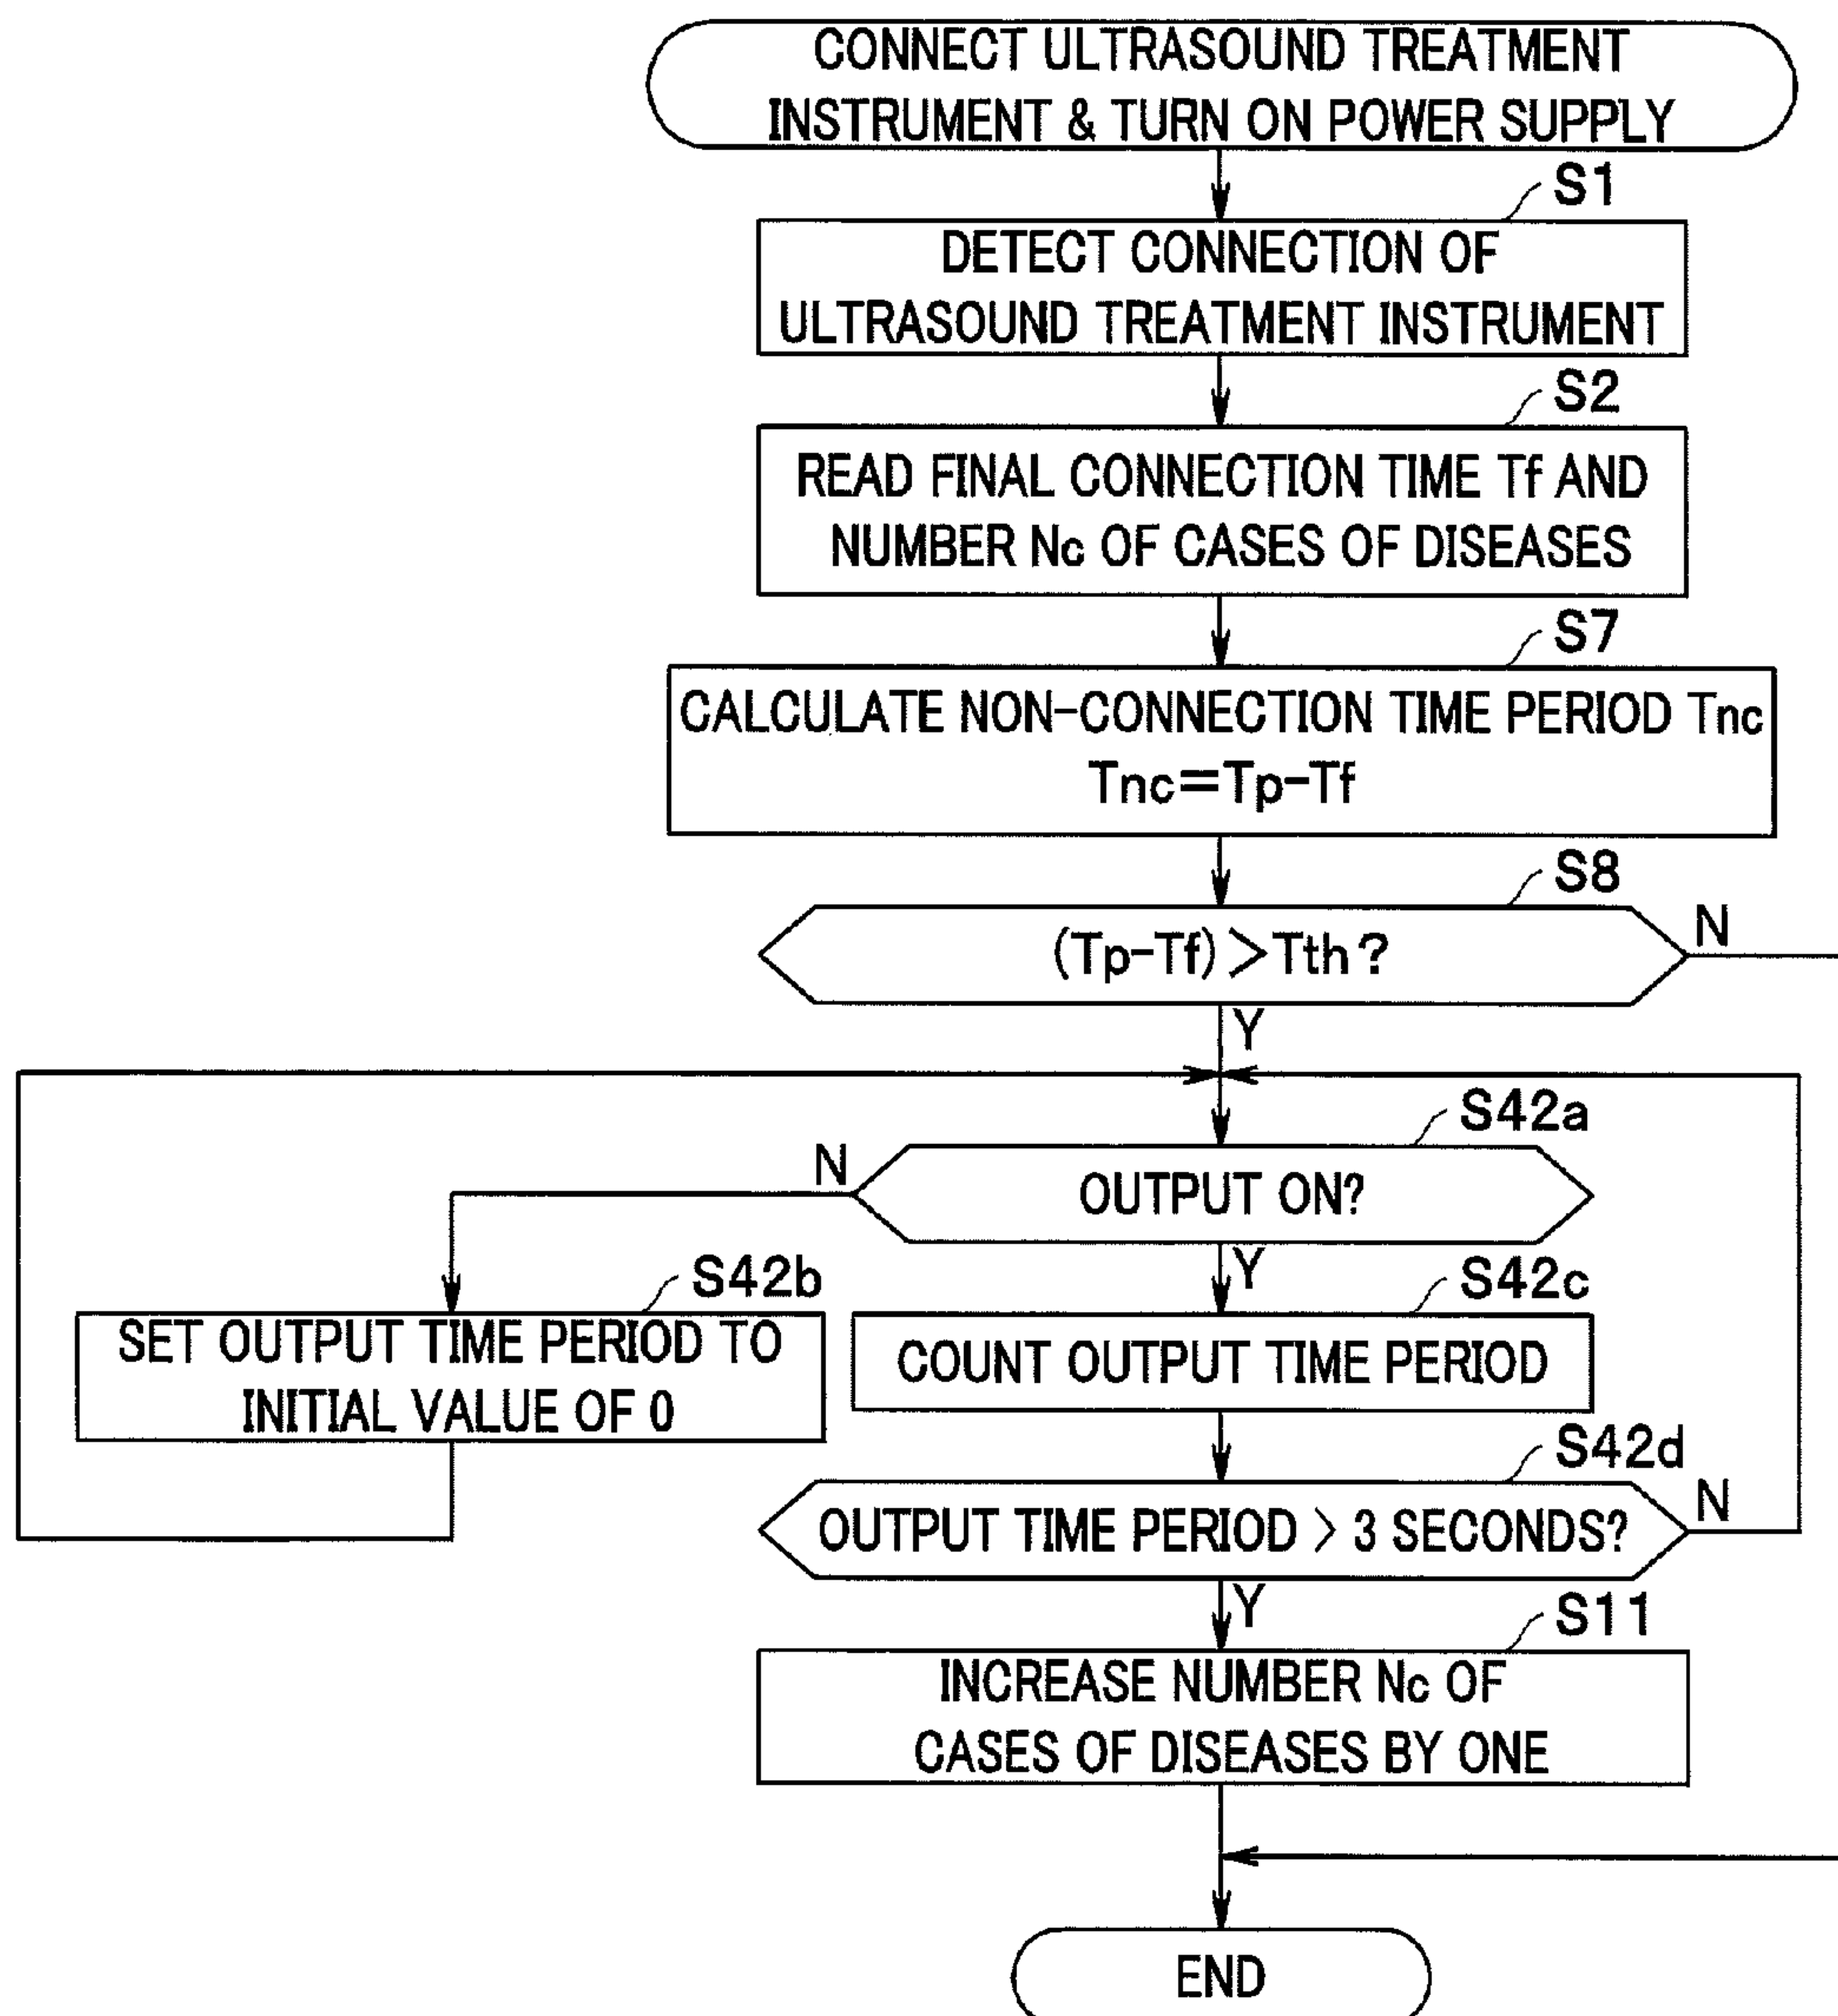 CONNECT ULTRASOUND TREATMENT
INSTRUMENT & TURN ON POWER SUPPLY
S1
DETECT CONNECTION OF
ULTRASOUND TREATMENT INSTRUMENT
S2
READ FINAL CONNECTION TIME Tf AND
NUMBER Nc OF CASES OF DISEASES
S7
CALCULATE NON-CONNECTION TIME PERIOD Tnc
Tnc=Tp-Tf
S8
(Tp-Tf)>Tth?
N
Y
S42a
N
OUTPUT ON?
Y
S42b
SET OUTPUT TIME PERIOD TO
INITIAL VALUE OF 0
S42c
COUNT OUTPUT TIME PERIOD
S42d
OUTPUT TIME PERIOD > 3 SECONDS?
N
Y
S11
INCREASE NUMBER Nc OF
CASES OF DISEASES BY ONE
END